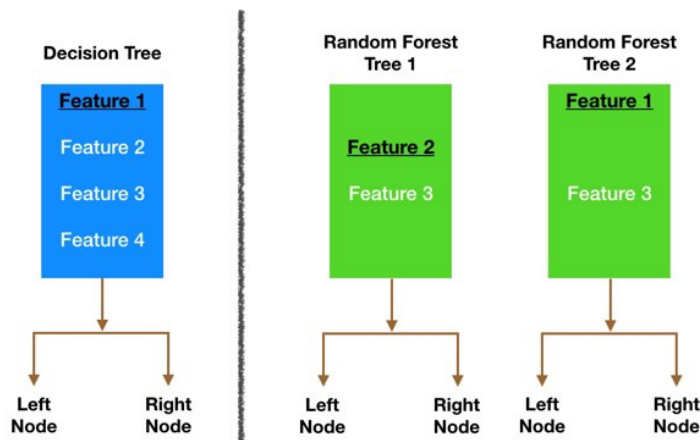 Decision Tree
Feature 1
Feature 2
Feature 3
Feature 4
Left
Node
Right
Node
Random Forest
Tree 1
Feature 2
Feature 3
Left
Node
Right
Node
Random Forest
Tree 2
Feature 1
Feature 3
Left
Node
Right
Node